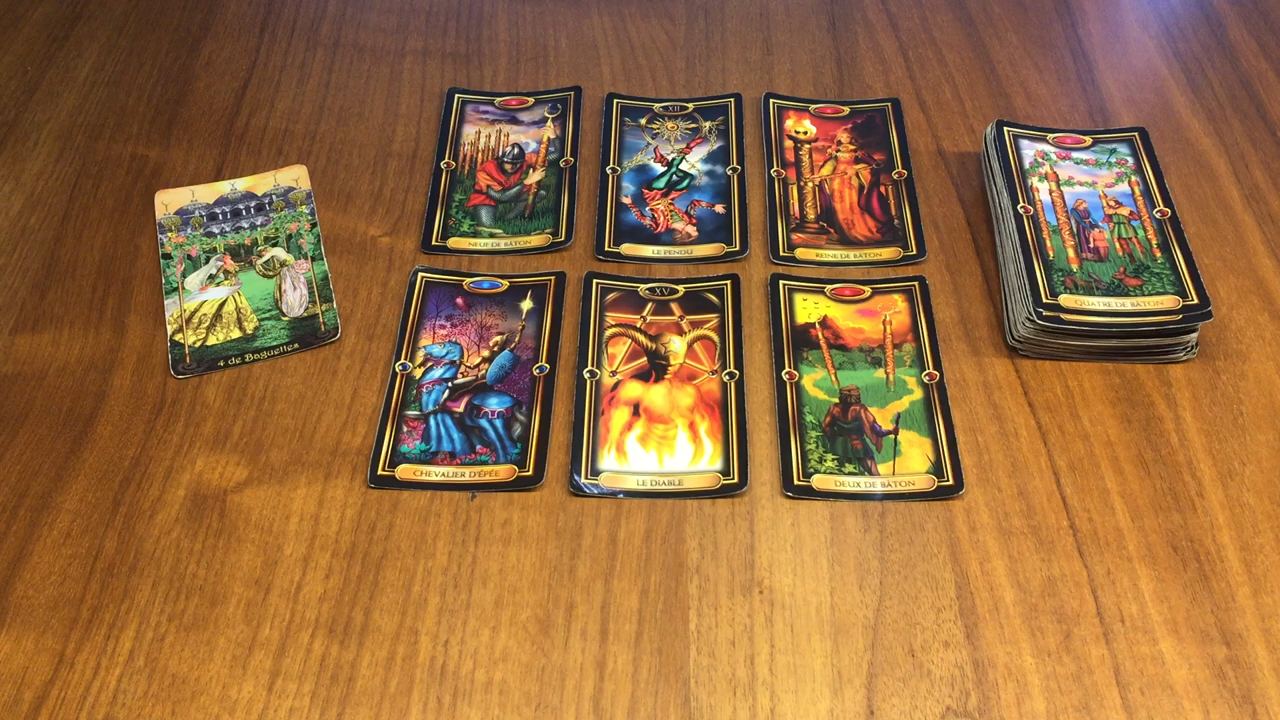 4 de Baguettes
NEUF DE BÂTON
XII
LE PENDU
REINE DE BÂTON
CHEVALIER D'ÉPÉE
XV
LE DIABLE
DEUX DE BÂTON
QUATRE DE BÂTON